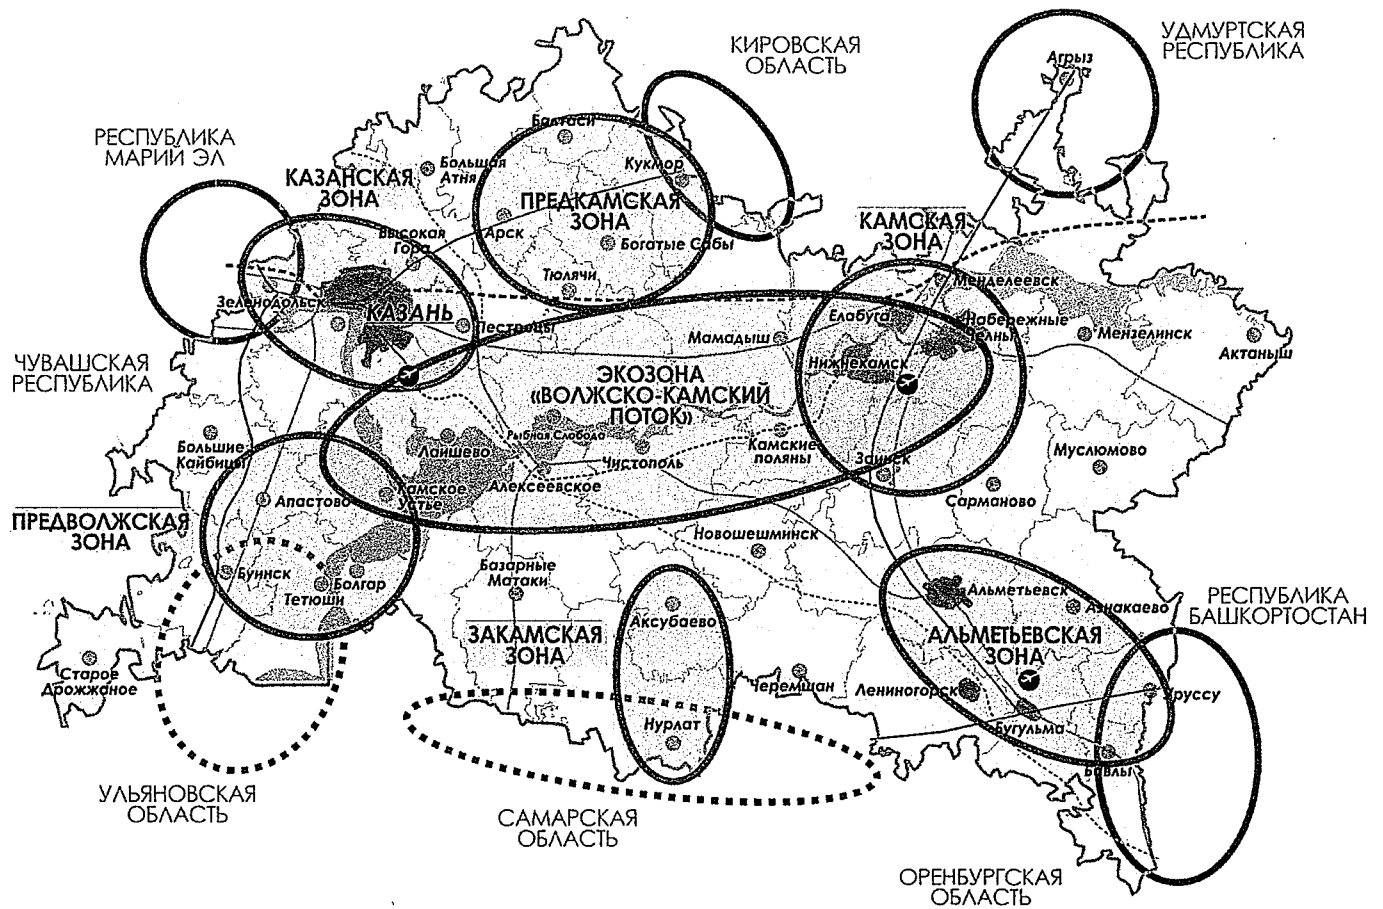 КИРОВСКАЯ
ОБЛАСТЬ
УДМУРТСКАЯ
РЕСПУБЛИКА
Агрыз
РЕСПУБЛИКА
МАРИЙ ЭЛ
Балтаси
Большая
Атня
Кукмор
КАЗАНСКАЯ
ЗОНА
ПРЕДКАМСКАЯ
ЗОНА
КАМСКАЯ
ЗОНА
Высокая
Гора
Арск
Богатые Сабы
Тюлячи
Менделеевск
Зеленодольск
КАЗАНЬ
Пестрецы
Мамадыш
Елабуга
Набережные
Челны
Мензелинск
Актаныш
ЧУВАШСКАЯ
РЕСПУБЛИКА
Нижнекамск
ЭКОЗОНА
«ВОЛЖСКО-КАМСКИЙ
ПОТОК»
Большие
Кайбицы
Лаишево
Рыбная Слобода
Чистополь
Камские
поляны
Заинск
Муслюмово
Сарманово
Апастово
Камское
Устье
Алексеевское
ПРЕДВОЛЖСКАЯ
ЗОНА
Новошешминск
Буинск
Тетюши
Болгар
Базарные
Матаки
Аксубаево
Альметьевск
Азнакаево
РЕСПУБЛИКА
БАШКОРТОСТАН
ЗАКАМСКАЯ
ЗОНА
АЛЬМЕТЬЕВСКАЯ
ЗОНА
Старое
Дрожжаное
Черемшан
Лениногорск
Уруссу
Нурлат
Бугульма
Бавлы
УЛЬЯНОВСКАЯ
ОБЛАСТЬ
САМАРСКАЯ
ОБЛАСТЬ
ОРЕНБУРГСКАЯ
ОБЛАСТЬ